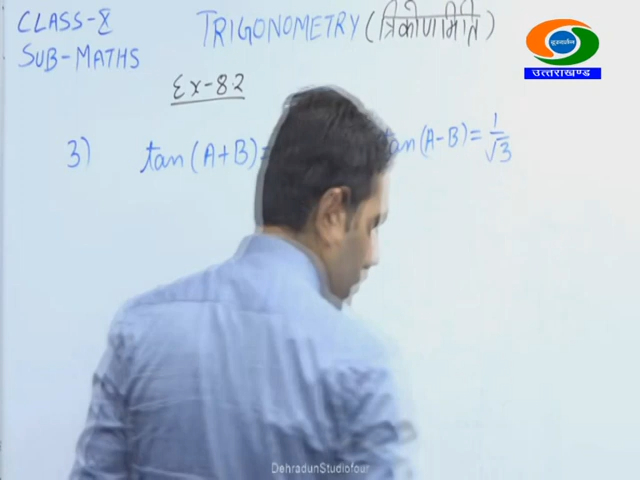 CLASS-X
SUB-MATHS
TRIGONOMETRY (त्रिकोणमिति)
Ex-8.2
3) tan(A+B)= tan(A-B)=1/√3
दूरदर्शन
उत्तराखण्ड
DehradunStudiofour